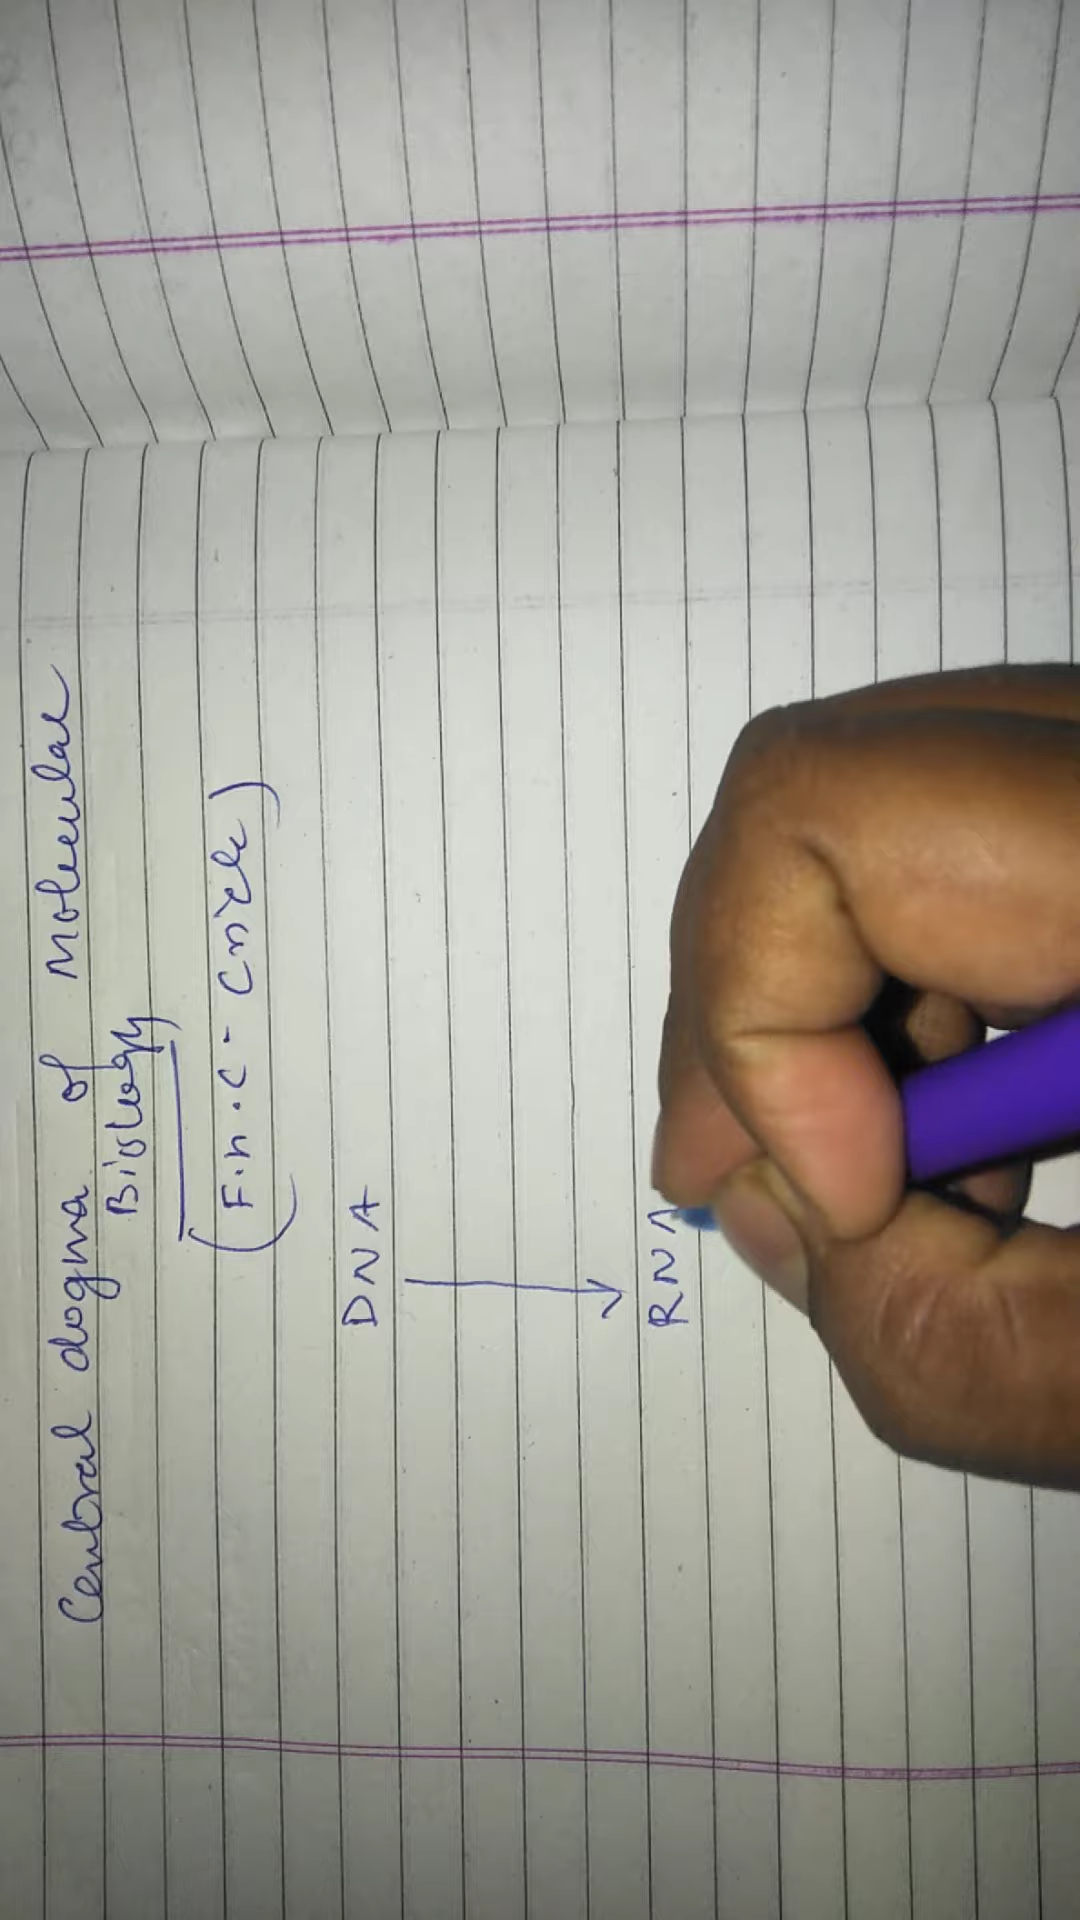 Central dogma of Molecular
Biology
(F.H.C - Crick)
DNA
RNA